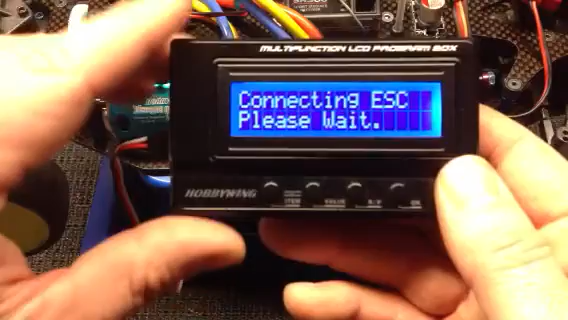 MULTIFUNCTION LCD PROGRAM BOX
Connecting ESC
Please Wait.
HOBBYWING
ITEM
VALUE
R/P
OK